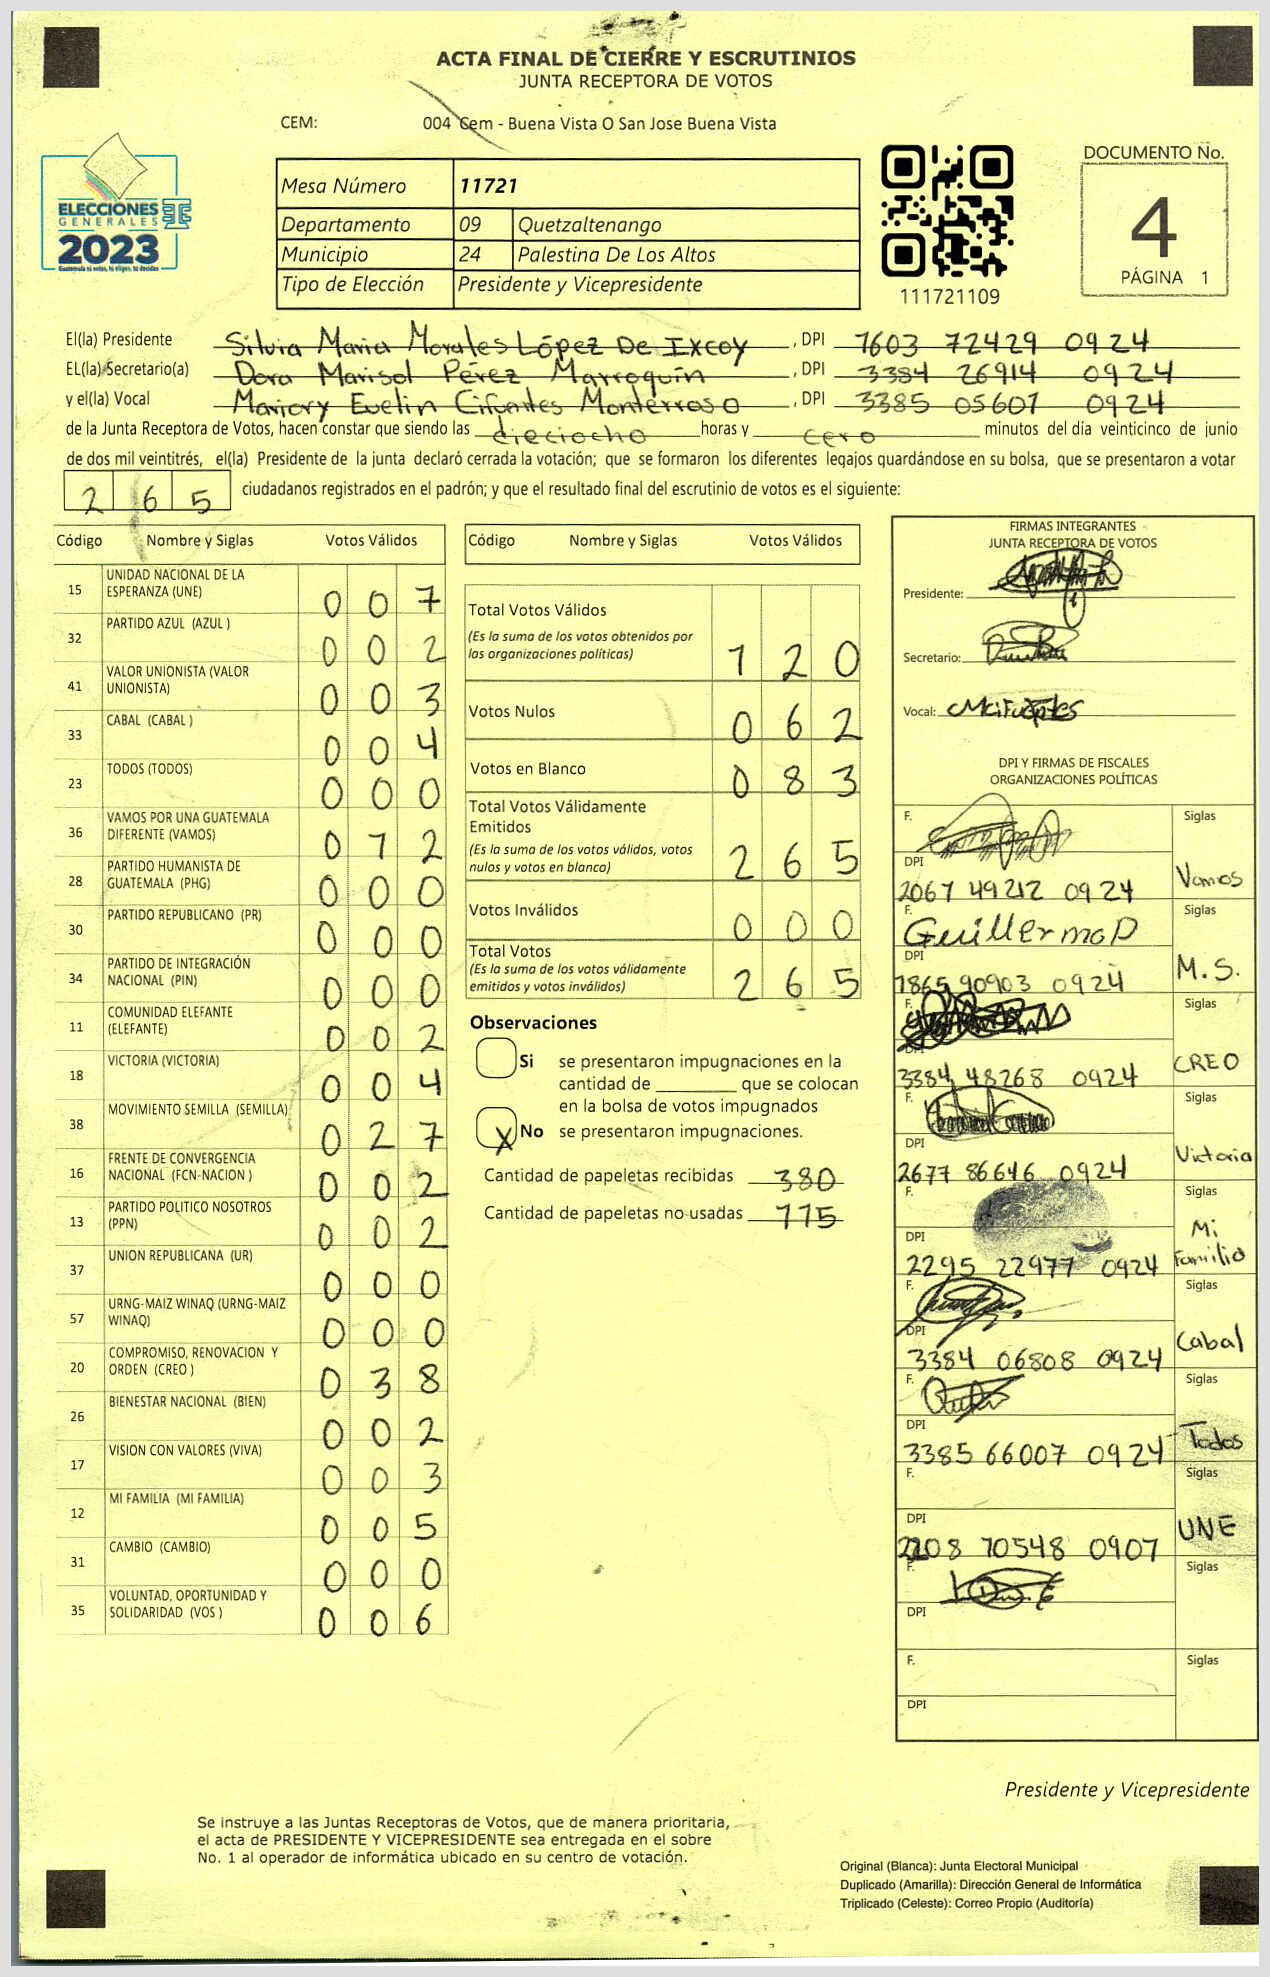 ACTA FINAL DE CIERRE Y ESCRUTINIOS
JUNTA RECEPTORA DE VOTOS
CEM: 004 Cem - Buena Vista O San Jose Buena Vista
ELECCIONES
GENERALES
2023
Guatemala tú votas, tú eliges, tú decides
Mesa Número 11721
Departamento 09 Quetzaltenango
Municipio 24 Palestina De Los Altos
Tipo de Elección Presidente y Vicepresidente
111721109
DOCUMENTO No.
4
PÁGINA 1
El(la) Presidente Silvia Maria Morales López De Ixcoy, DPI 1603 72429 0924
EL(la) Secretario(a) Dora Marisol Pérez Marroquín, DPI 3384 26914 0924
y el(la) Vocal Mariory Evelin Cifuentes Monterroso, DPI 3385 05607 0924
de la Junta Receptora de Votos, hacen constar que siendo las dieciocho horas y cero minutos del día veinticinco de junio
de dos mil veintitrés, el(la) Presidente de la junta declaró cerrada la votación; que se formaron los diferentes legajos guardándose en su bolsa, que se presentaron a votar
265 ciudadanos registrados en el padrón; y que el resultado final del escrutinio de votos es el siguiente:
Código Nombre y Siglas Votos Válidos
15 UNIDAD NACIONAL DE LA ESPERANZA (UNE) 0 0 7
32 PARTIDO AZUL (AZUL ) 0 0 2
41 VALOR UNIONISTA (VALOR UNIONISTA) 0 0 3
33 CABAL (CABAL ) 0 0 4
23 TODOS (TODOS) 0 0 0
36 VAMOS POR UNA GUATEMALA DIFERENTE (VAMOS) 0 1 2
28 PARTIDO HUMANISTA DE GUATEMALA (PHG) 0 0 0
30 PARTIDO REPUBLICANO (PR) 0 0 0
34 PARTIDO DE INTEGRACIÓN NACIONAL (PIN) 0 0 0
11 COMUNIDAD ELEFANTE (ELEFANTE) 0 0 2
18 VICTORIA (VICTORIA) 0 0 4
38 MOVIMIENTO SEMILLA (SEMILLA) 0 2 7
16 FRENTE DE CONVERGENCIA NACIONAL (FCN-NACION ) 0 0 2
13 PARTIDO POLITICO NOSOTROS (PPN) 0 0 2
37 UNION REPUBLICANA (UR) 0 0 0
57 URNG-MAIZ WINAQ (URNG-MAIZ WINAQ) 0 0 0
20 COMPROMISO, RENOVACION Y ORDEN (CREO ) 0 3 8
26 BIENESTAR NACIONAL (BIEN) 0 0 2
17 VISION CON VALORES (VIVA) 0 0 3
12 MI FAMILIA (MI FAMILIA) 0 0 5
31 CAMBIO (CAMBIO) 0 0 0
35 VOLUNTAD, OPORTUNIDAD Y SOLIDARIDAD (VOS ) 0 0 6
Código Nombre y Siglas Votos Válidos
Total Votos Válidos
(Es la suma de los votos obtenidos por
las organizaciones políticas) 1 2 0
Votos Nulos 0 6 2
Votos en Blanco 0 8 3
Total Votos Válidamente
Emitidos
(Es la suma de los votos válidos, votos
nulos y votos en blanco) 2 6 5
Votos Inválidos 0 0 0
Total Votos
(Es la suma de los votos válidamente
emitidos y votos inválidos) 2 6 5
Observaciones
Si se presentaron impugnaciones en la
cantidad de ________ que se colocan
en la bolsa de votos impugnados
X No se presentaron impugnaciones.
Cantidad de papeletas recibidas 380
Cantidad de papeletas no usadas 115
FIRMAS INTEGRANTES
JUNTA RECEPTORA DE VOTOS
Presidente:
Secretario:
Vocal: MCifuentes
DPI Y FIRMAS DE FISCALES
ORGANIZACIONES POLÍTICAS
F. Siglas
DPI 2067 49212 0924 Vamos
F. Guillermo P Siglas
DPI 1865 90903 0924 M.S.
F. Siglas
DPI 3384 48268 0924 CREO
F. Siglas
DPI 2677 86646 0924 Victoria
F. Siglas
DPI 2295 22977 0924 Mi Familia
F. Siglas
DPI 3384 06808 0924 Cabal
F. Siglas
DPI 3385 66007 0924 Todos
F. Siglas
DPI 2208 70548 0907 UNE
F. Siglas
DPI
F. Siglas
DPI
Presidente y Vicepresidente
Se instruye a las Juntas Receptoras de Votos, que de manera prioritaria,
el acta de PRESIDENTE Y VICEPRESIDENTE sea entregada en el sobre
No. 1 al operador de informática ubicado en su centro de votación.
Original (Blanca): Junta Electoral Municipal
Duplicado (Amarilla): Dirección General de Informática
Triplicado (Celeste): Correo Propio (Auditoría)